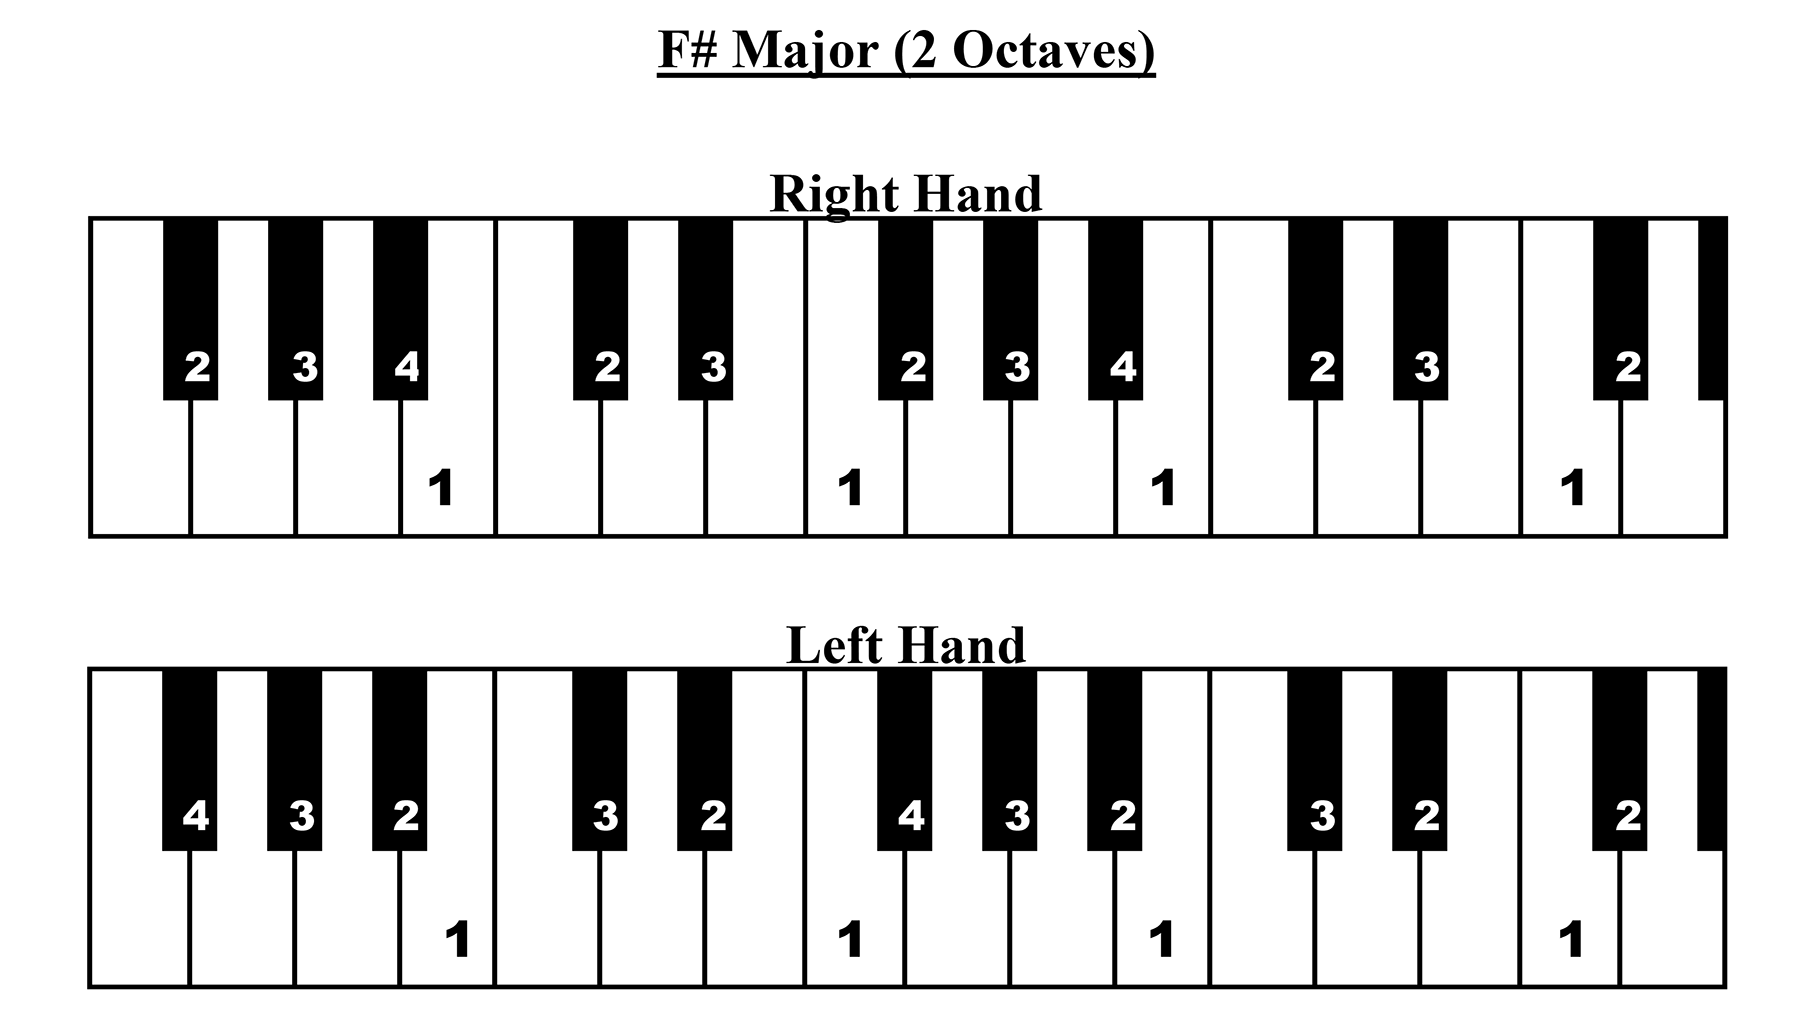 F# Major (2 Octaves)
Right Hand
2 3 4 2 3 2 3 4 2 3 2
1 1 1 1
Left Hand
4 3 2 3 2 4 3 2 3 2 2
1 1 1 1